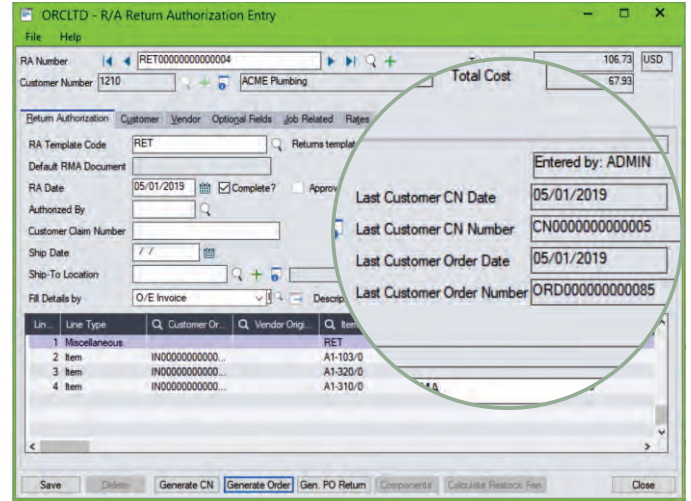 ORCLTD - R/A Return Authorization Entry
File Help
RA Number RET0000000000004 106.73 USD
Customer Number 1210 ACME Plumbing Total Cost 67.93
Return Authorization Customer Vendor Optional Fields Job Related Rates
RA Template Code RET Returns templat
Default RMA Document
RA Date 05/01/2019 Complete? Approv
Authorized By
Customer Claim Number
Ship Date / /
Ship-To Location
Fill Details by O/E Invoice Descrip
Entered by: ADMIN
Last Customer CN Date 05/01/2019
Last Customer CN Number CN0000000000005
Last Customer Order Date 05/01/2019
Last Customer Order Number ORD000000000085
Lin... Line Type Customer Or... Vendor Origi... Item
1 Miscellaneous RET
2 Item IN00000000000... A1-103/0
3 Item IN00000000000... A1-320/0
4 Item IN00000000000... A1-310/0
Save Delete Generate CN Generate Order Gen. PO Return Components Calculate Restock Fee Close